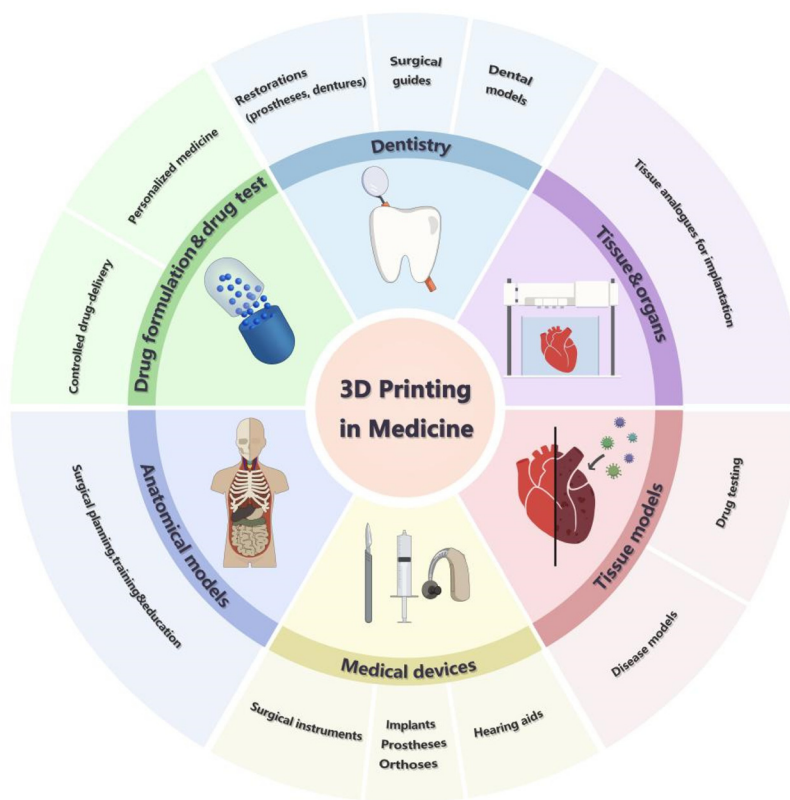 3D Printing
in Medicine
Dentistry
Restorations
(prostheses, dentures)
Surgical
guides
Dental
models
Tissue&organs
Tissue analogues for implantation
Tissue models
Drug testing
Disease models
Medical devices
Hearing aids
Implants
Prostheses
Orthoses
Surgical instruments
Anatomical models
Surgical planning,training&education
Drug formulation&drug test
Controlled drug-delivery
Personalized medicine